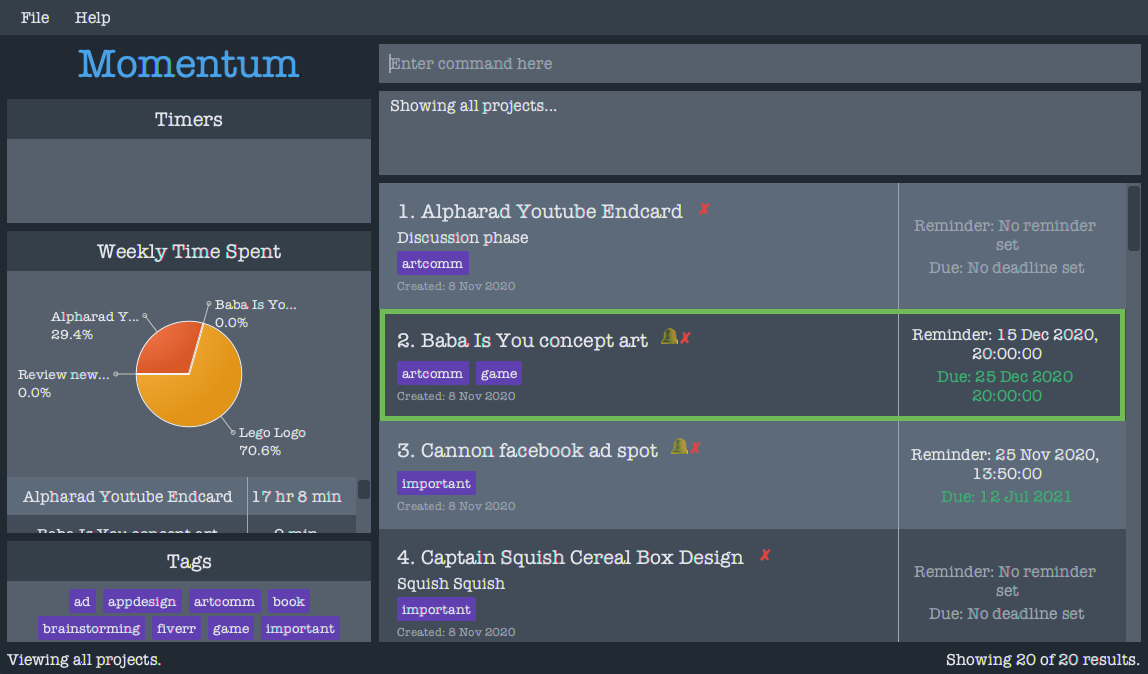 File Help
Momentum
Timers
Weekly Time Spent
Baba Is Yo...
0.0%
Alpharad Y...
29.4%
Review new...
0.0%
Lego Logo
70.6%
Alpharad Youtube Endcard 17 hr 8 min
Baba Is You concept art 0 min
Tags
ad appdesign artcomm book
brainstorming fiverr game important
Enter command here
Showing all projects...
1. Alpharad Youtube Endcard ✘
Discussion phase
artcomm
Created: 8 Nov 2020
Reminder: No reminder
set
Due: No deadline set
2. Baba Is You concept art 🔔✘
artcomm game
Created: 8 Nov 2020
Reminder: 15 Dec 2020,
20:00:00
Due: 25 Dec 2020
20:00:00
3. Cannon facebook ad spot 🔔✘
important
Created: 8 Nov 2020
Reminder: 25 Nov 2020,
13:50:00
Due: 12 Jul 2021
4. Captain Squish Cereal Box Design ✘
Squish Squish
important
Created: 8 Nov 2020
Reminder: No reminder
set
Due: No deadline set
Viewing all projects.
Showing 20 of 20 results.